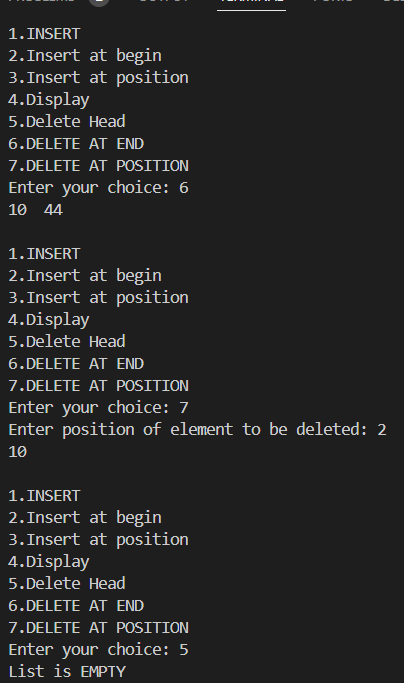 1.INSERT
2.Insert at begin
3.Insert at position
4.Display
5.Delete Head
6.DELETE AT END
7.DELETE AT POSITION
Enter your choice: 6
10  44
1.INSERT
2.Insert at begin
3.Insert at position
4.Display
5.Delete Head
6.DELETE AT END
7.DELETE AT POSITION
Enter your choice: 7
Enter position of element to be deleted: 2
10
1.INSERT
2.Insert at begin
3.Insert at position
4.Display
5.Delete Head
6.DELETE AT END
7.DELETE AT POSITION
Enter your choice: 5
List is EMPTY